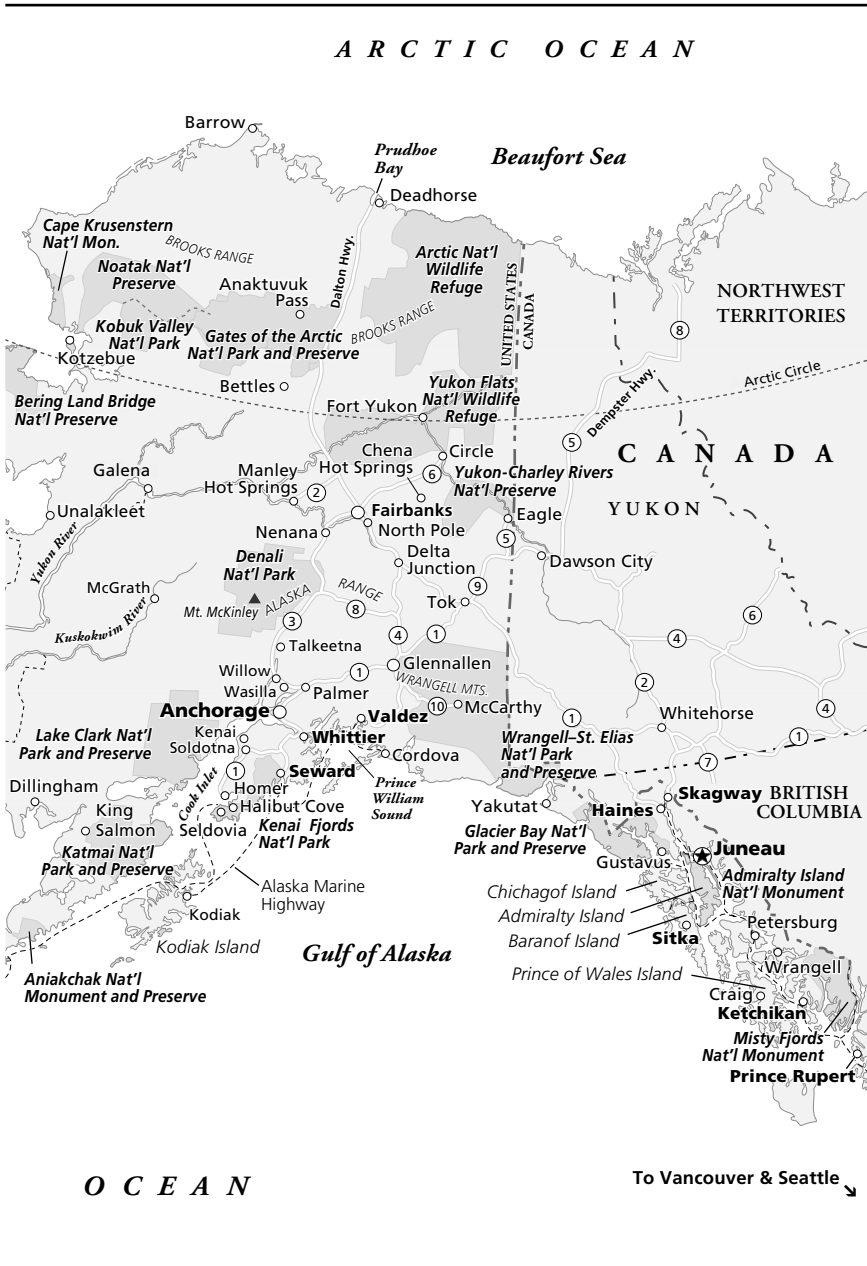 ARCTIC OCEAN
Barrow
Prudhoe
Bay
Beaufort Sea
Deadhorse
Cape Krusenstern
Nat'l Mon.
BROOKS RANGE
Noatak Nat'l
Preserve
Anaktuvuk
Pass
Dalton Hwy.
Arctic Nat'l
Wildlife
Refuge
UNITED STATES
CANADA
NORTHWEST
TERRITORIES
8
Kobuk Valley
Nat'l Park
Gates of the Arctic
Nat'l Park and Preserve
BROOKS RANGE
Kotzebue
Bettles
Arctic Circle
Dempster Hwy.
Bering Land Bridge
Nat'l Preserve
Yukon Flats
Nat'l Wildlife
Refuge
Fort Yukon
5
CANADA
Chena
Hot Springs
Circle
6
Yukon-Charley Rivers
Nat'l Preserve
Galena
Manley
Hot Springs
2
Unalakleet
Fairbanks
North Pole
Eagle
YUKON
Nenana
5
Yukon River
Denali
Nat'l Park
Delta
Junction
Dawson City
McGrath
Mt. McKinley
ALASKA
RANGE
9
Tok
Kuskokwim River
3
8
4
1
6
4
Talkeetna
Glennallen
Willow
Wasilla
1
Palmer
WRANGELL MTS.
10
McCarthy
2
Anchorage
Valdez
1
Whitehorse
4
1
Lake Clark Nat'l
Park and Preserve
Kenai
Soldotna
Whittier
Cordova
Wrangell–St. Elias
Nat'l Park
and Preserve
7
1
Seward
Dillingham
Cook Inlet
Homer
Halibut Cove
Prince
William
Sound
Yakutat
Skagway
Haines
BRITISH
COLUMBIA
King
Salmon
Seldovia
Kenai Fjords
Nat'l Park
Glacier Bay Nat'l
Park and Preserve
Katmai Nat'l
Park and Preserve
Gustavus
Juneau
Alaska Marine
Highway
Chichagof Island
Admiralty Island
Nat'l Monument
Kodiak
Admiralty Island
Kodiak Island
Gulf of Alaska
Baranof Island
Sitka
Petersburg
Aniakchak Nat'l
Monument and Preserve
Prince of Wales Island
Wrangell
Craig
Ketchikan
Misty Fjords
Nat'l Monument
Prince Rupert
OCEAN
To Vancouver & Seattle